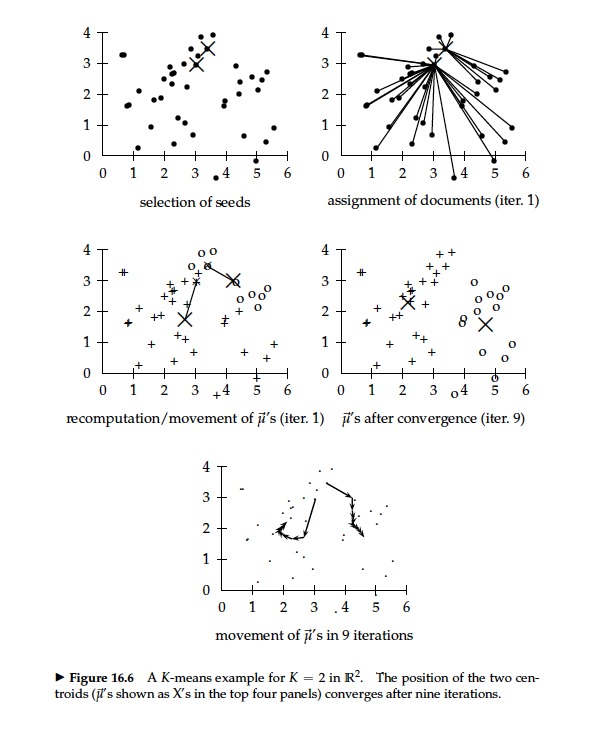 4
3
2
1
0
0 1 2 3 4 5 6
selection of seeds
4
3
2
1
0
0 1 2 3 4 5 6
assignment of documents (iter. 1)
4
3
2
1
0
0 1 2 3 4 5 6
recomputation/movement of μ⃗'s (iter. 1)
4
3
2
1
0
0 1 2 3 4 5 6
μ⃗'s after convergence (iter. 9)
4
3
2
1
0
0 1 2 3 4 5 6
movement of μ⃗'s in 9 iterations
► Figure 16.6 A K-means example for K = 2 in ℝ². The position of the two cen-
troids (μ⃗'s shown as X's in the top four panels) converges after nine iterations.